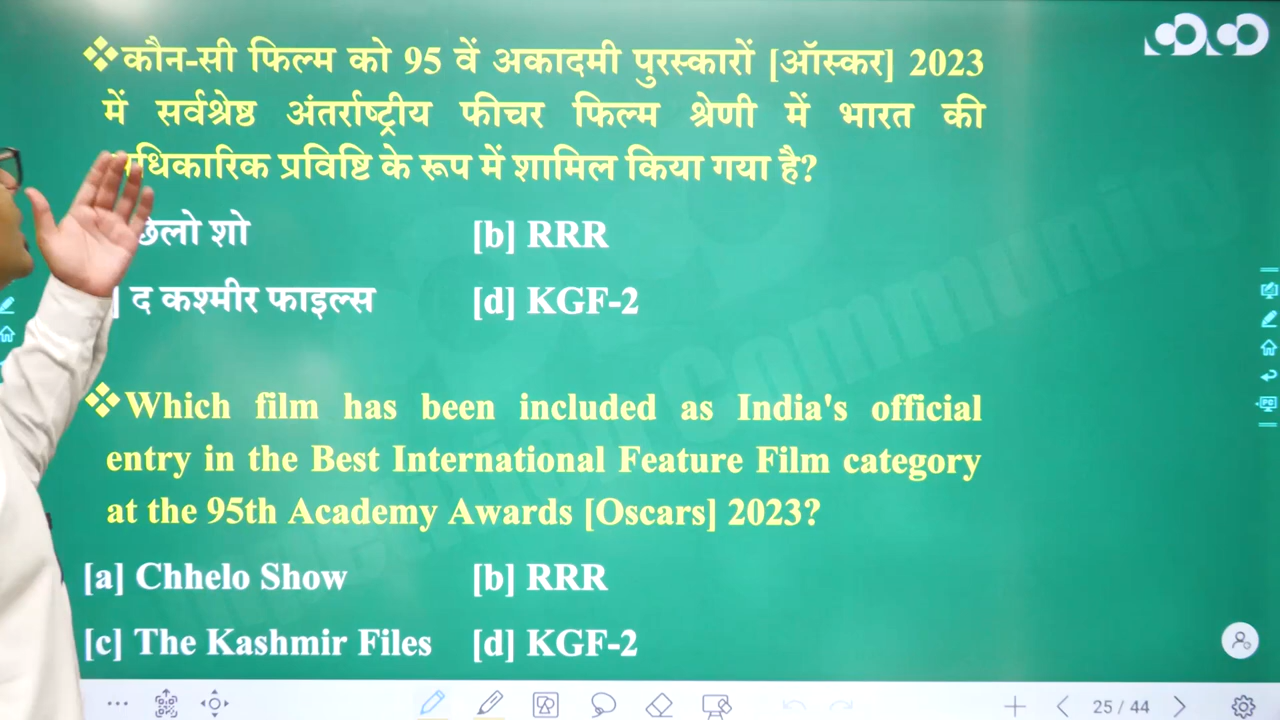 ❖कौन-सी फिल्म को 95 वें अकादमी पुरस्कारों [ऑस्कर] 2023
में सर्वश्रेष्ठ अंतर्राष्ट्रीय फीचर फिल्म श्रेणी में भारत की
प्रविष्टि के रूप में शामिल किया गया है?
छेलो शो [b] RRR
] द कश्मीर फाइल्स [d] KGF-2
❖Which film has been included as India's official
entry in the Best International Feature Film category
at the 95th Academy Awards [Oscars] 2023?
[a] Chhelo Show [b] RRR
[c] The Kashmir Files [d] KGF-2
25 / 44